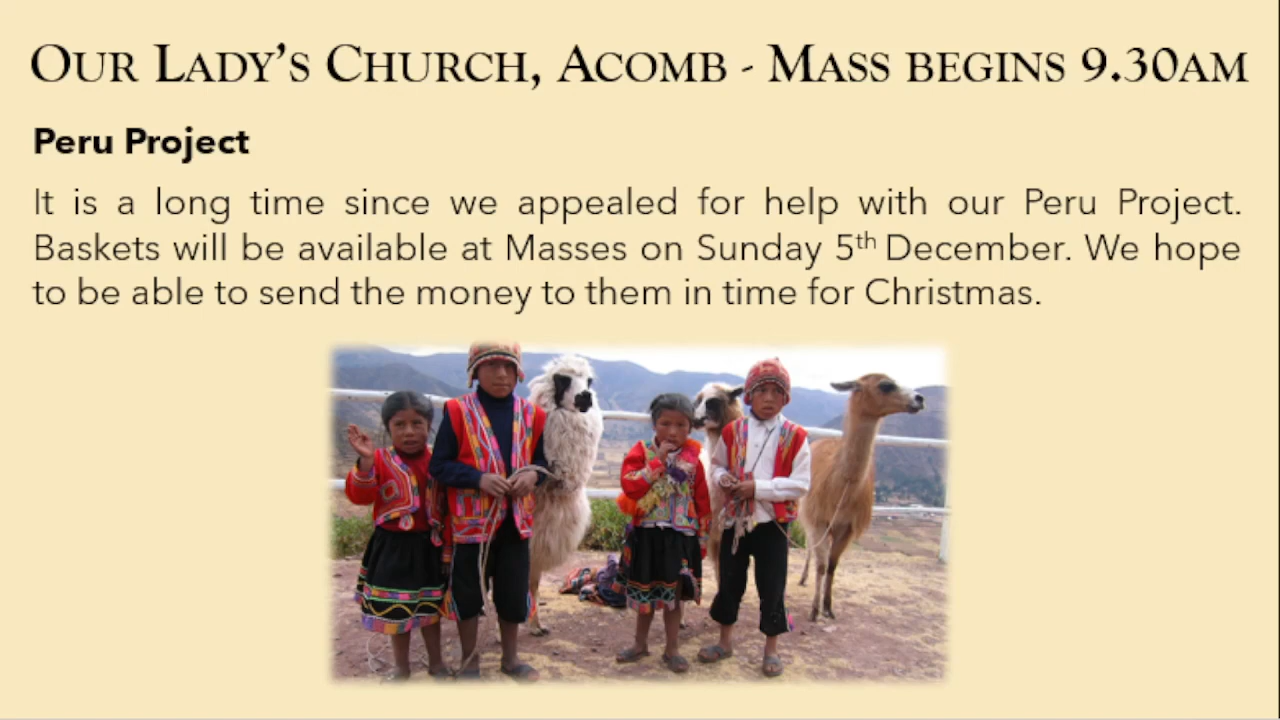 Our Lady's Church, Acomb - Mass begins 9.30am
Peru Project
It is a long time since we appealed for help with our Peru Project.
Baskets will be available at Masses on Sunday 5th December. We hope
to be able to send the money to them in time for Christmas.